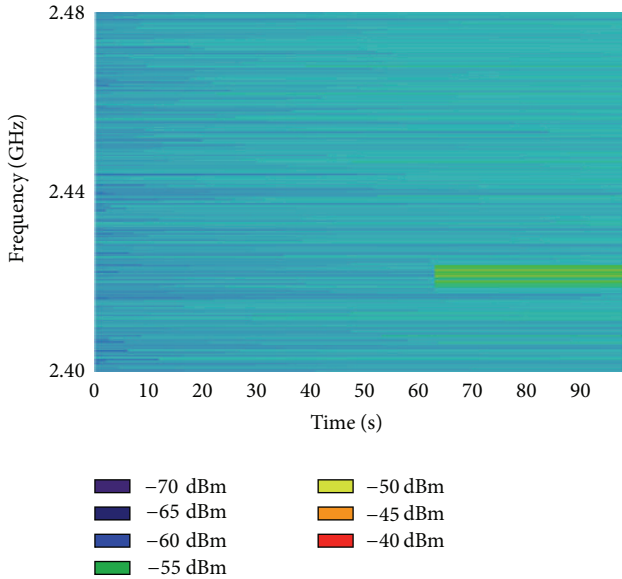 2.48
2.44
2.40
Frequency (GHz)
0 10 20 30 40 50 60 70 80 90
Time (s)
−70 dBm
−65 dBm
−60 dBm
−55 dBm
−50 dBm
−45 dBm
−40 dBm